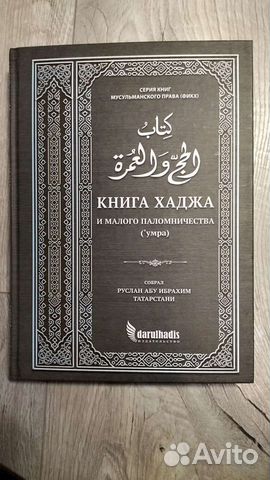 СЕРИЯ КНИГ
МУСУЛЬМАНСКОГО ПРАВА (ФИКХ)
كتاب
الحج والعمرة
КНИГА ХАДЖА
И МАЛОГО ПАЛОМНИЧЕСТВА
(`умра)
СОБРАЛ
РУСЛАН АБУ ИБРАХИМ
ТАТАРСТАНИ
darulhadis
ИЗДАТЕЛЬСТВО
Avito